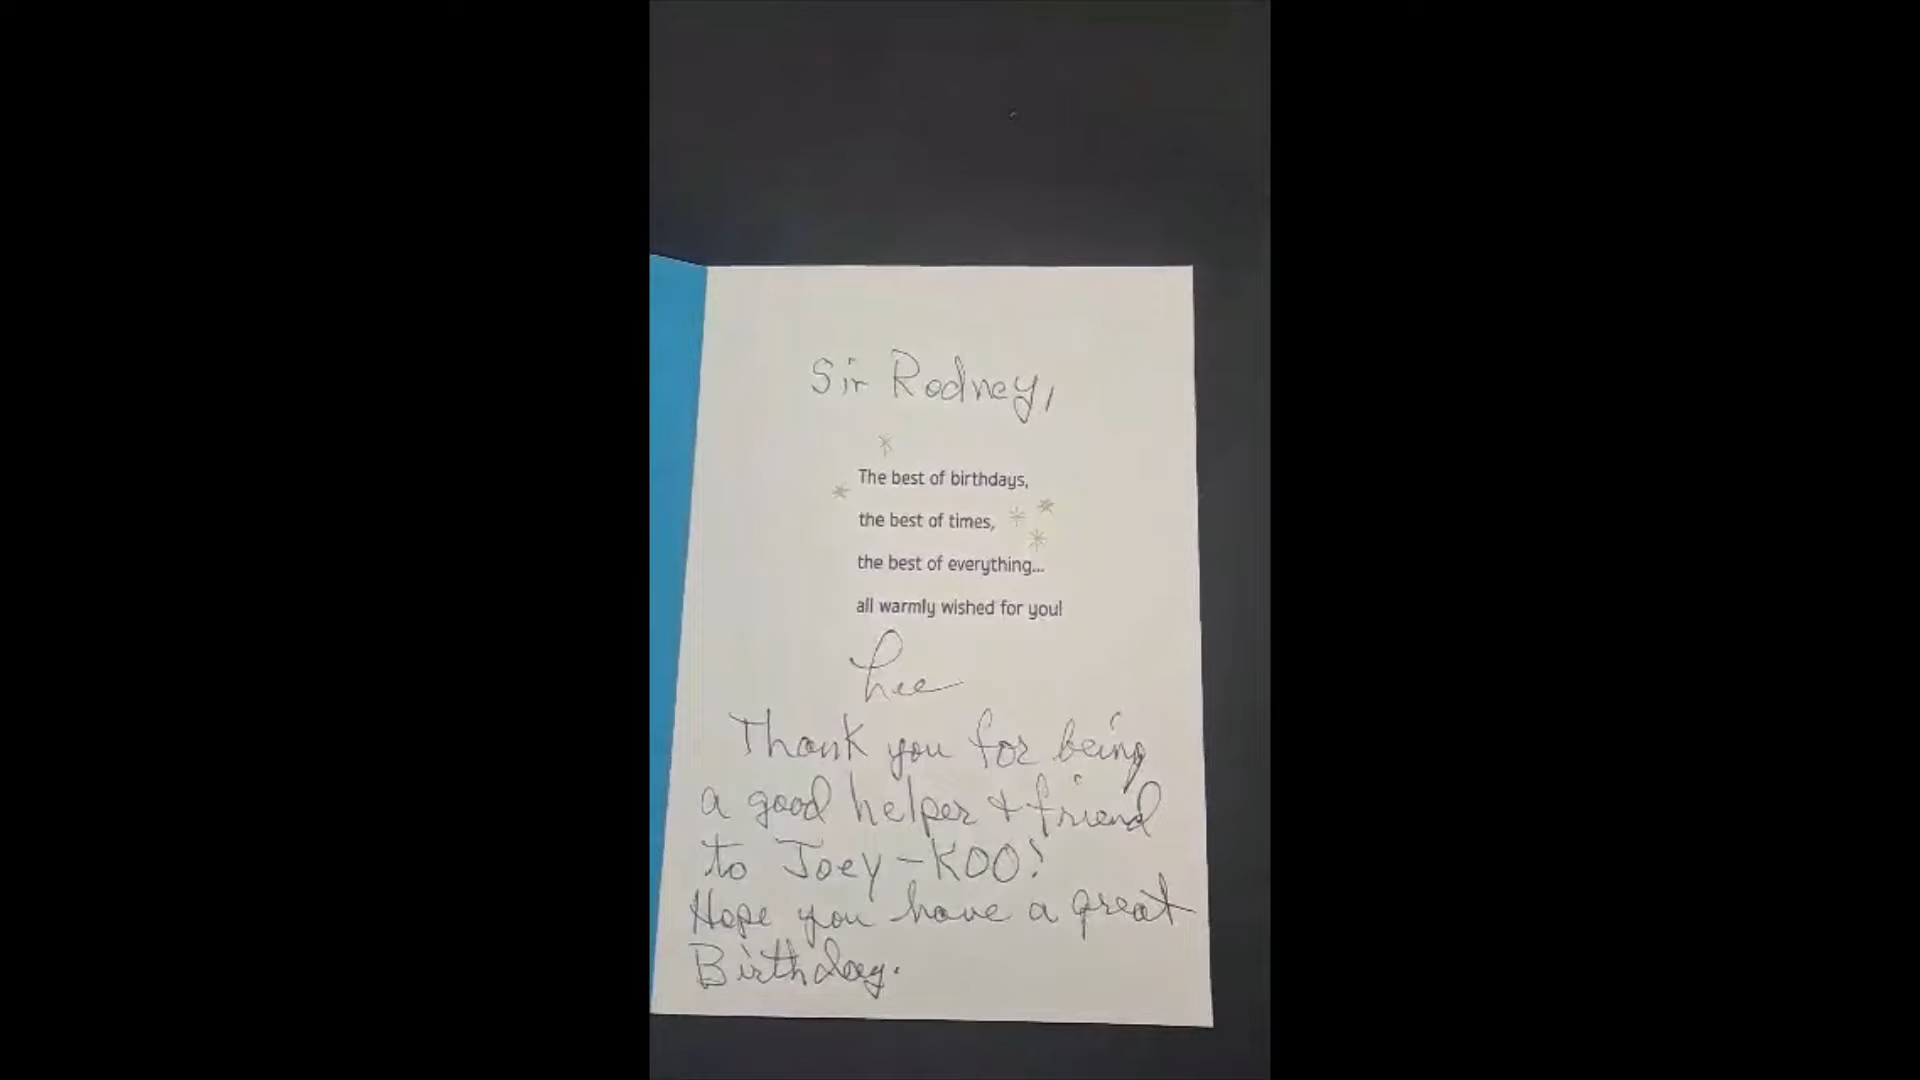 Sir Rodney,
The best of birthdays,
the best of times,
the best of everything...
all warmly wished for you!
Lee
Thank you for being
a good helper & friend
to Joey-KOO!
Hope you have a great
Birthday.